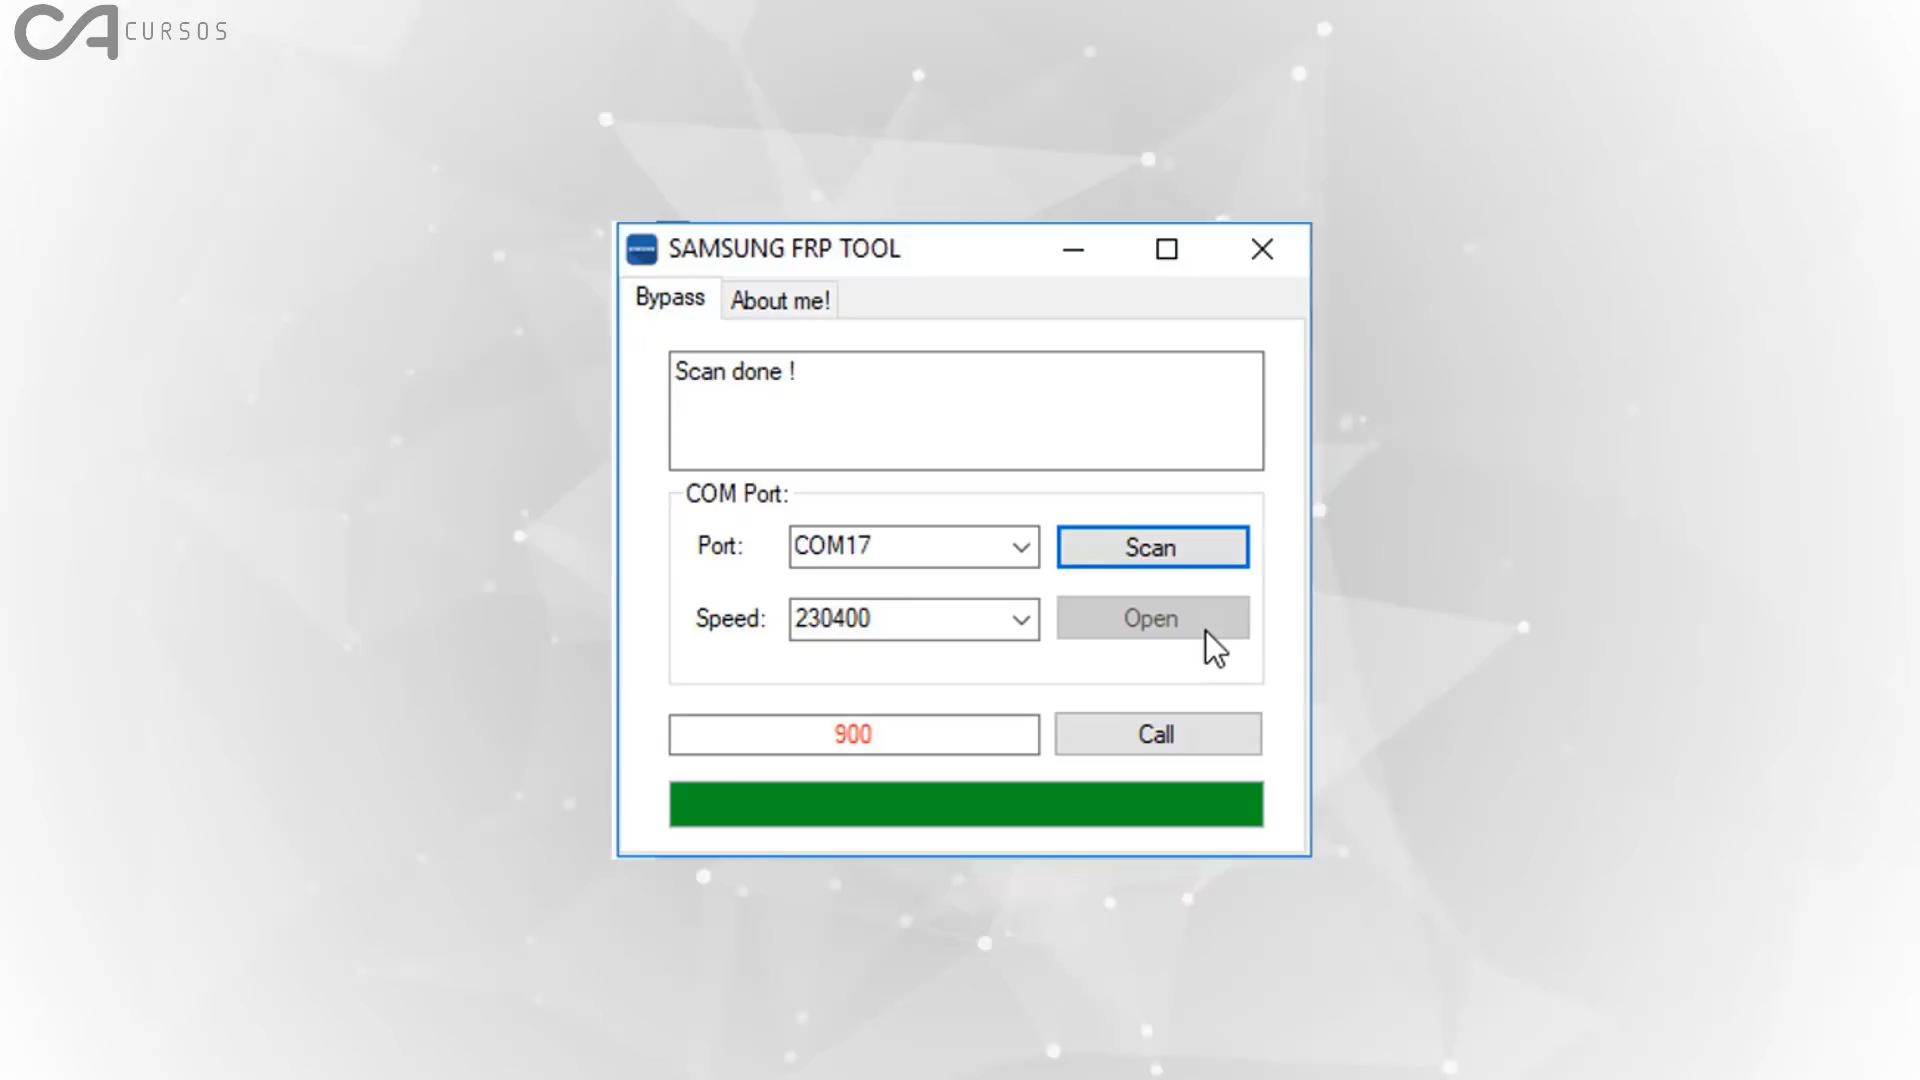 CA CURSOS
SAMSUNG FRP TOOL
Bypass About me!
Scan done !
COM Port:
Port: COM17 Scan
Speed: 230400 Open
900 Call